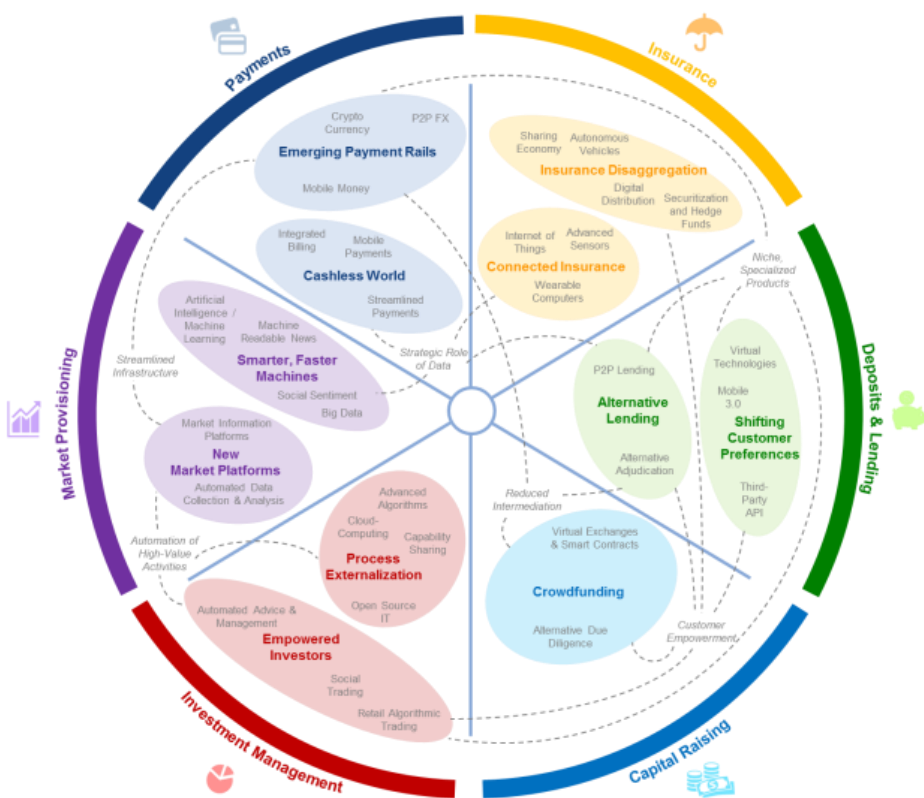 Payments
Insurance
Crypto
Currency
P2P FX
Emerging Payment Rails
Mobile Money
Integrated
Billing
Mobile
Payments
Cashless World
Streamlined
Payments
Sharing
Economy
Autonomous
Vehicles
Insurance Disaggregation
Digital
Distribution
Securitization
and Hedge
Funds
Internet of
Things
Advanced
Sensors
Connected Insurance
Wearable
Computers
Niche,
Specialized
Products
Deposits & Lending
P2P Lending
Alternative
Lending
Alternative
Adjudication
Virtual
Technologies
Mobile
3.0
Shifting
Customer
Preferences
Third-
Party
API
Strategic Role
of Data
Market Provisioning
Artificial
Intelligence /
Machine
Learning
Machine
Readable News
Smarter, Faster
Machines
Social Sentiment
Big Data
Streamlined
Infrastructure
Market Information
Platforms
New
Market Platforms
Automated Data
Collection & Analysis
Automation of
High-Value
Activities
Advanced
Algorithms
Cloud-
Computing
Capability
Sharing
Process
Externalization
Open Source
IT
Automated Advice &
Management
Empowered
Investors
Social
Trading
Retail Algorithmic
Trading
Investment Management
Reduced
Intermediation
Virtual Exchanges
& Smart Contracts
Crowdfunding
Alternative Due
Diligence
Customer
Empowerment
Capital Raising